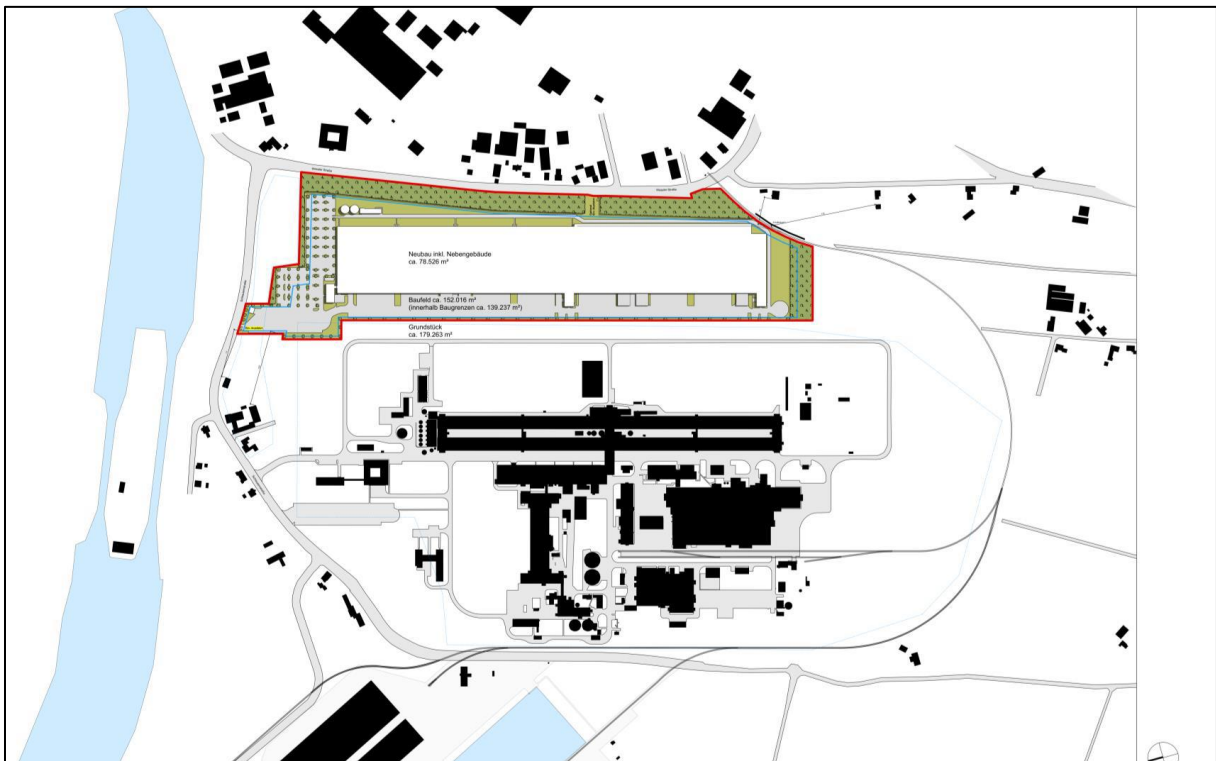 Neubau inkl. Nebengebäude
ca. 78.526 m²
Baufeld ca. 152.016 m²
(innerhalb Baugrenzen ca. 139.237 m²)
Grundstück
ca. 179.263 m²